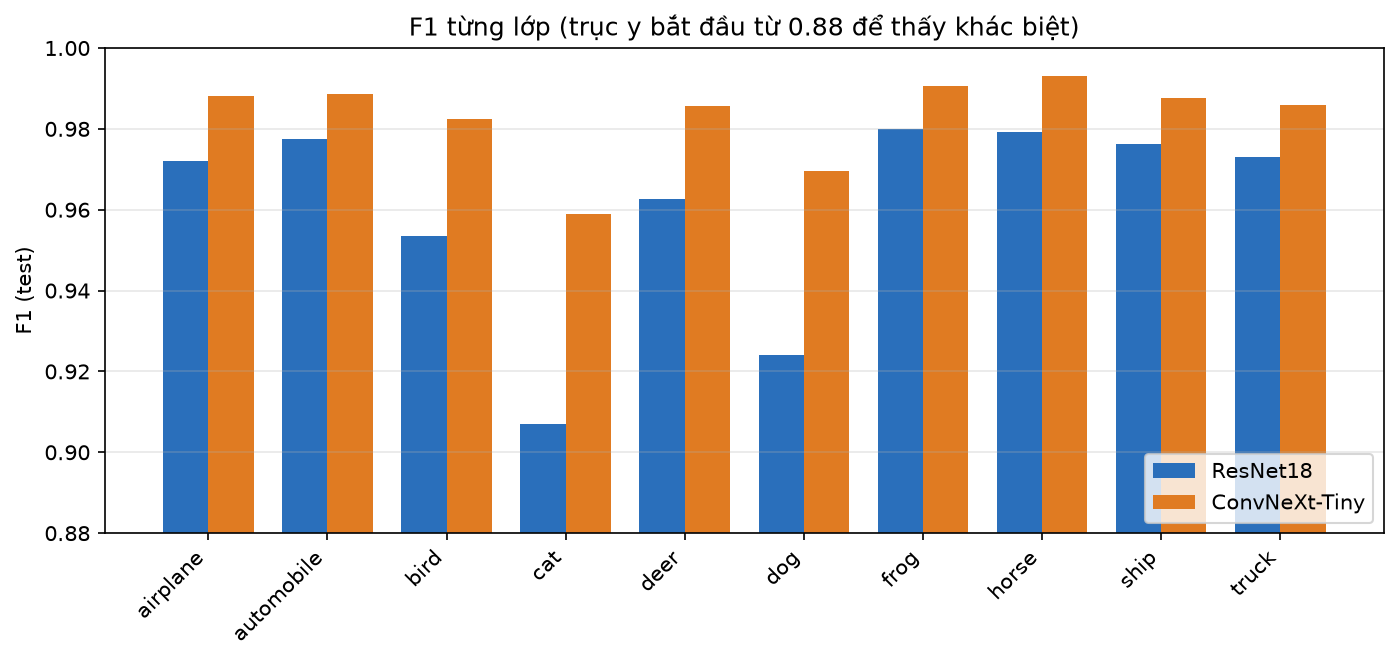 F1 từng lớp (trục y bắt đầu từ 0.88 để thấy khác biệt)
F1 (test)
1.00
0.98
0.96
0.94
0.92
0.90
0.88
airplane
automobile
bird
cat
deer
dog
frog
horse
ship
truck
ResNet18
ConvNeXt-Tiny